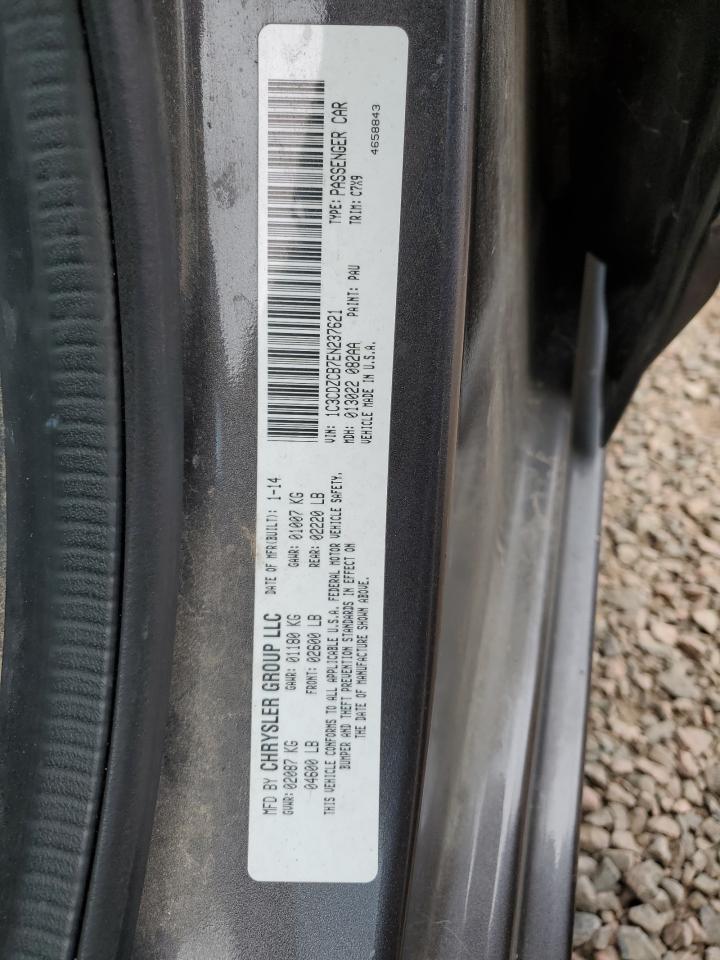 MFD BY CHRYSLER GROUP LLC
DATE OF MFR(BUILT): 1-14
GVWR: 02087 KG
GAWR: 01180 KG
GAWR: 01007 KG
04600 LB
FRONT: 02600 LB
REAR: 02220 LB
THIS VEHICLE CONFORMS TO ALL APPLICABLE U.S.A. FEDERAL MOTOR VEHICLE SAFETY,
BUMPER AND THEFT PREVENTION STANDARDS IN EFFECT ON
THE DATE OF MANUFACTURE SHOWN ABOVE.
VIN: 1C3CDZCB7EN237621
TYPE: PASSENGER CAR
MDH: 013022 082AA
PAINT: PAU
TRIM: C7X9
VEHICLE MADE IN U.S.A.
4658843